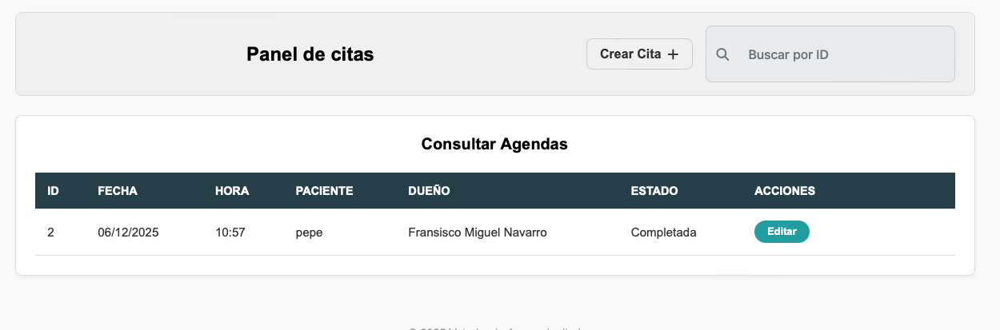 Panel de citas
Crear Cita +
Buscar por ID
Consultar Agendas
ID FECHA HORA PACIENTE DUEÑO ESTADO ACCIONES
2 06/12/2025 10:57 pepe Fransisco Miguel Navarro Completada Editar